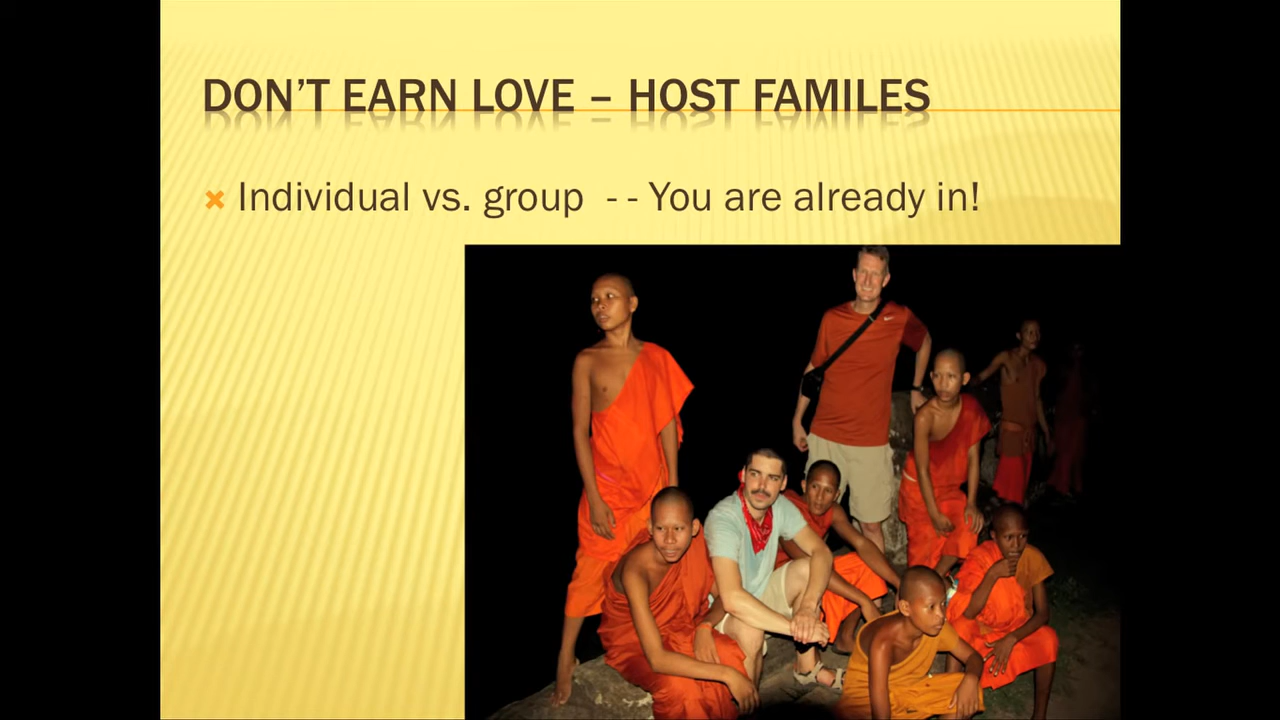 DON’T EARN LOVE – HOST FAMILES
Individual vs. group - - You are already in!